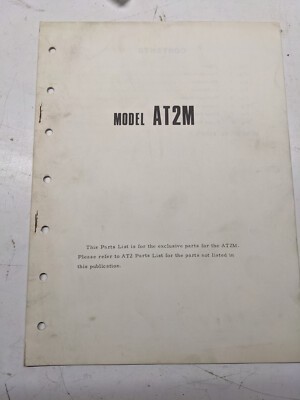 MODEL AT2M
This Parts List is for the exclusive parts for the AT2M.
Please refer to AT2 Parts List for the parts not listed in
this publication.